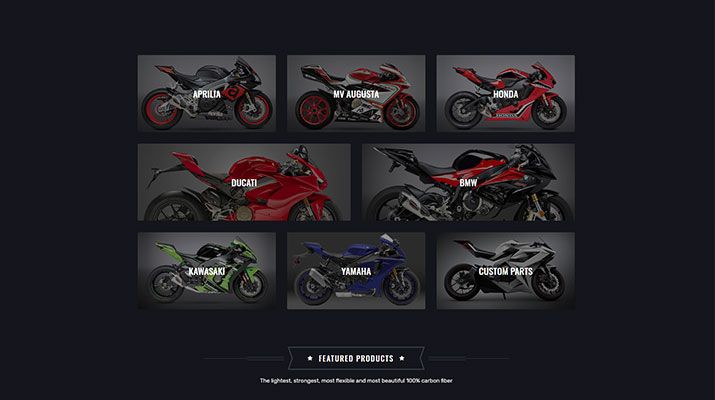 APRILIA
MV AUGUSTA
HONDA
DUCATI
BMW
KAWASAKI
YAMAHA
CUSTOM PARTS
FEATURED PRODUCTS
The lightest, strongest, most flexible and most beautiful 100% carbon fiber